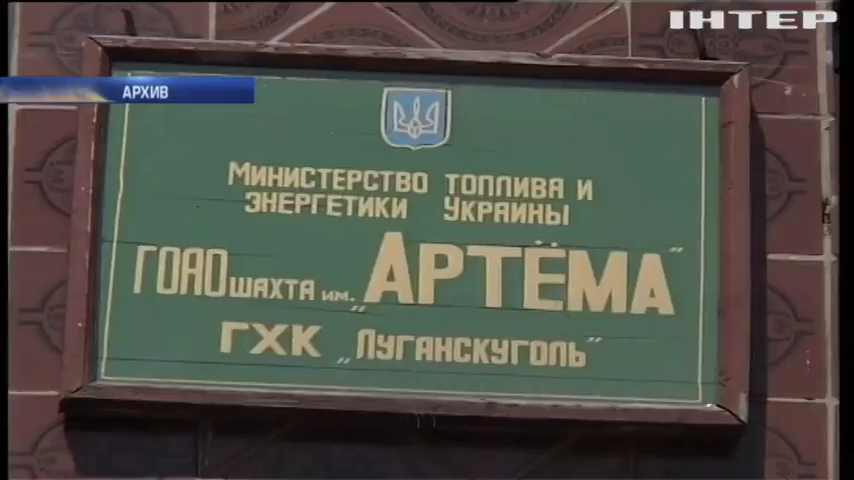 ІНТЕР
АРХИВ
Министерство топлива и
энергетики Украины
ГОАО шахта им. „Артёма"
ГХК „Луганскуголь"